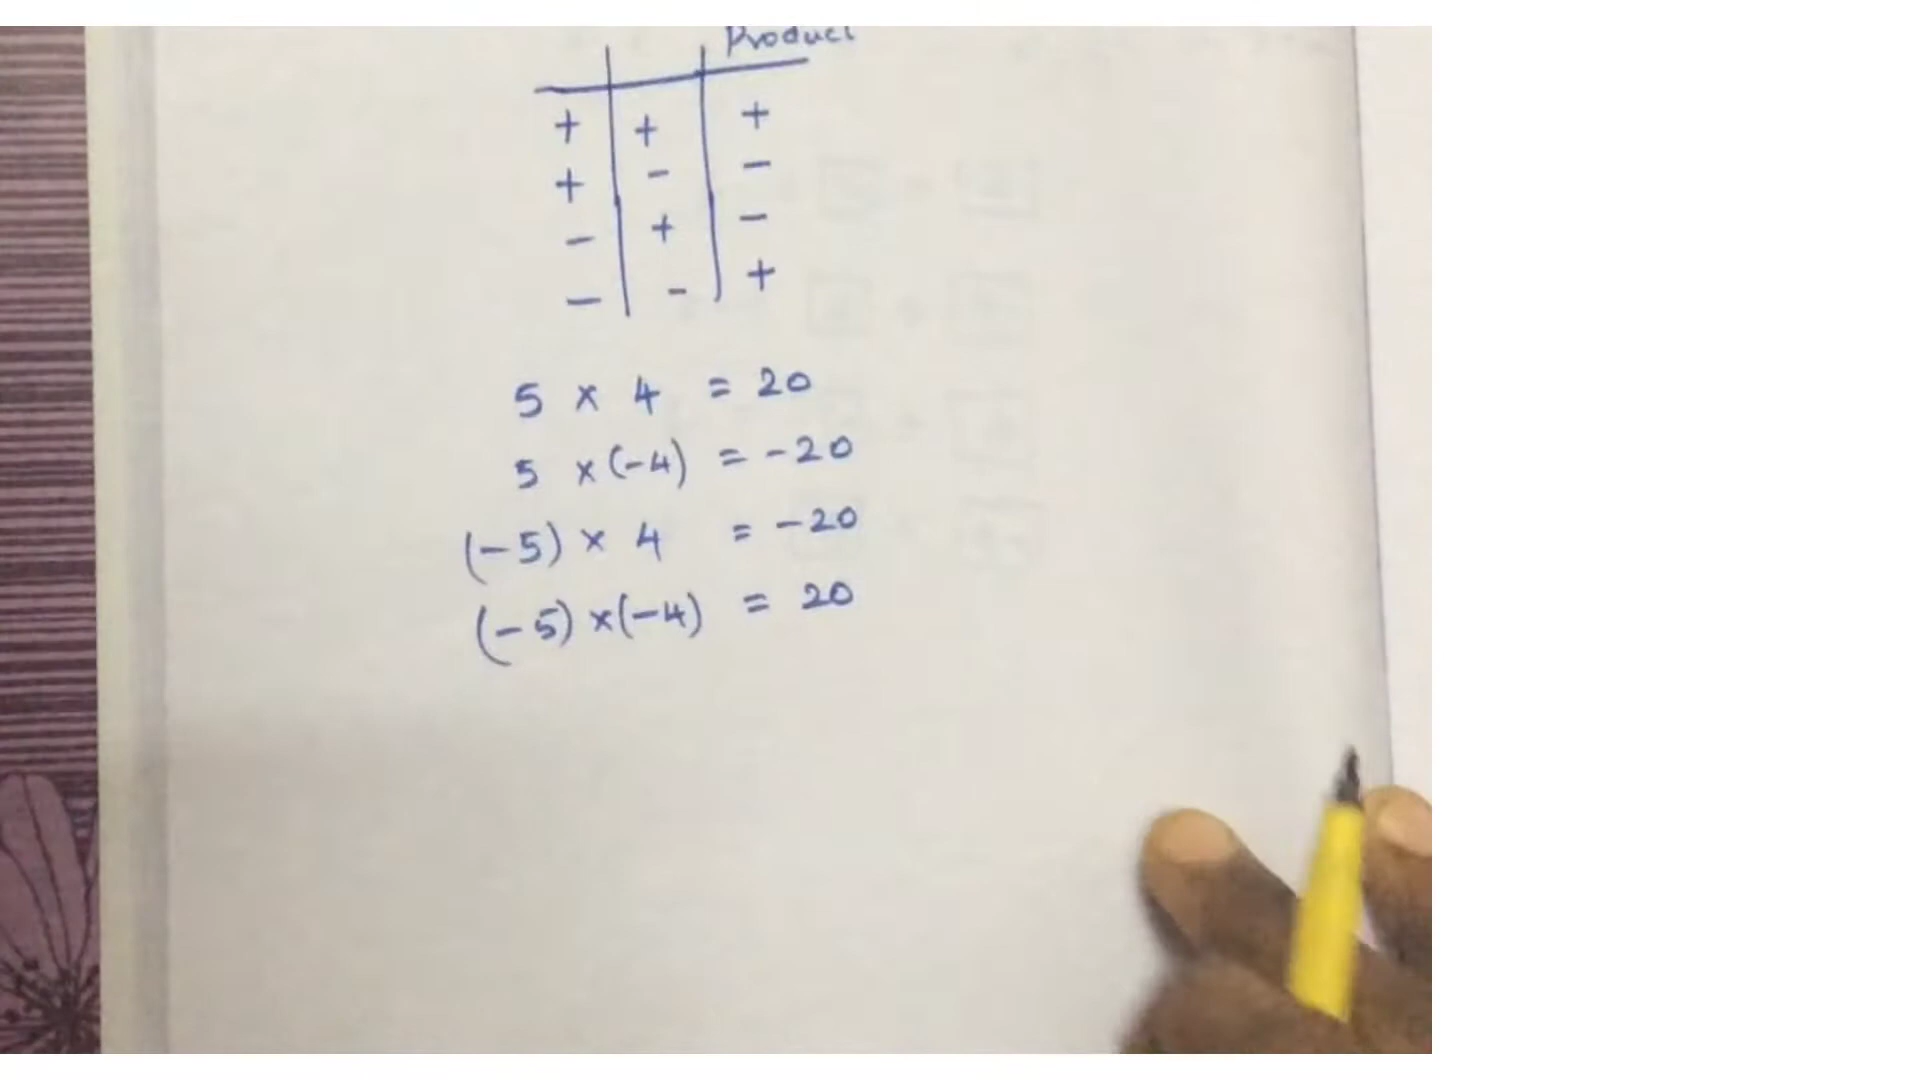 Product
+ + +
+ - -
- + -
- - +
5 × 4 = 20
5 × (-4) = -20
(-5) × 4 = -20
(-5) × (-4) = 20